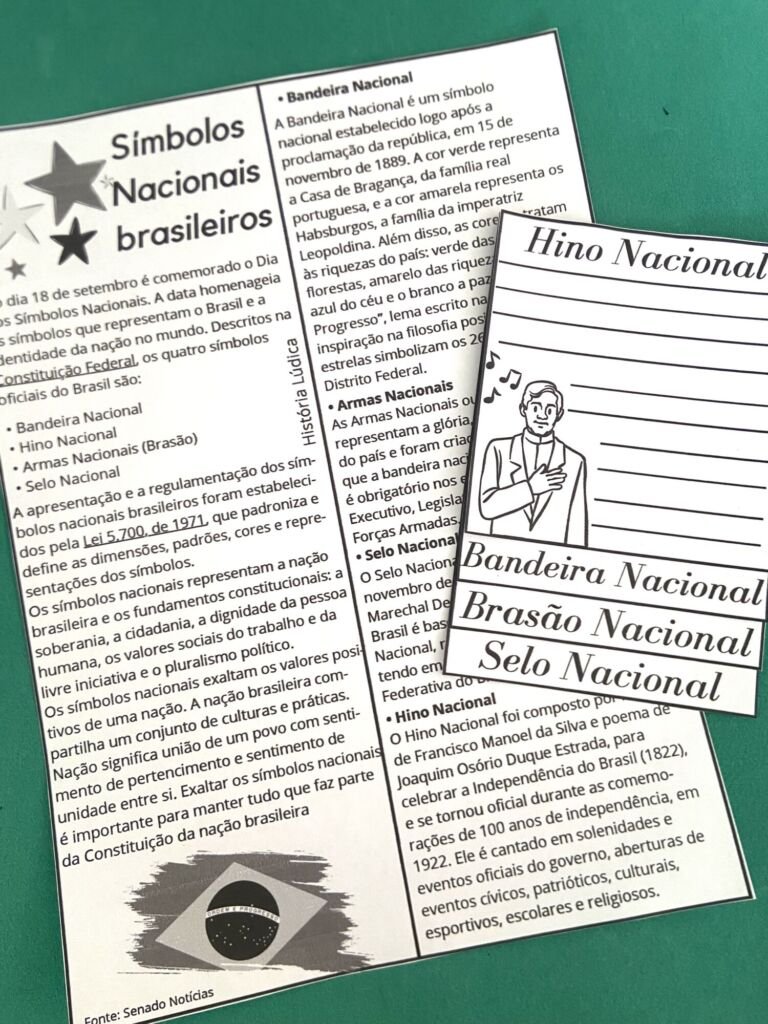 Símbolos
Nacionais
brasileiros
dia 18 de setembro é comemorado o Dia
os Símbolos Nacionais. A data homenageia
s símbolos que representam o Brasil e a
dentidade da nação no mundo. Descritos na
Constituição Federal, os quatro símbolos
oficiais do Brasil são:
• Bandeira Nacional
• Hino Nacional
• Armas Nacionais (Brasão)
• Selo Nacional
A apresentação e a regulamentação dos sím-
bolos nacionais brasileiros foram estabeleci-
dos pela Lei 5.700, de 1971, que padroniza e
define as dimensões, padrões, cores e repre-
sentações dos símbolos.
Os símbolos nacionais representam a nação
brasileira e os fundamentos constitucionais: a
soberania, a cidadania, a dignidade da pessoa
humana, os valores sociais do trabalho e da
livre iniciativa e o pluralismo político.
Os símbolos nacionais exaltam os valores posi-
tivos de uma nação. A nação brasileira com-
partilha um conjunto de culturas e práticas.
Nação significa união de um povo com senti-
mento de pertencimento e sentimento de
unidade entre si. Exaltar os símbolos nacionais
é importante para manter tudo que faz parte
da Constituição da nação brasileira
ORDEM E PROGRESSO
Fonte: Senado Notícias
História Lúdica
• Bandeira Nacional
A Bandeira Nacional é um símbolo
nacional estabelecido logo após a
proclamação da república, em 15 de
novembro de 1889. A cor verde representa
a Casa de Bragança, da família real
portuguesa, e a cor amarela representa os
Habsburgos, a família da imperatriz
Leopoldina. Além disso, as core tratam
às riquezas do país: verde das
florestas, amarelo das riquez
azul do céu e o branco a paz
Progresso”, lema escrito na
inspiração na filosofia posi
estrelas simbolizam os 26
Distrito Federal.
• Armas Nacionais
As Armas Nacionais ou
representam a glória,
do país e foram criad
que a bandeira naci
é obrigatório nos e
Executivo, Legisla
Forças Armadas.
• Selo Nacional
O Selo Naciona
novembro de
Marechal De
Brasil é bas
Nacional, r
tendo em
Federativa do B
• Hino Nacional
O Hino Nacional foi composto por
de Francisco Manoel da Silva e poema de
Joaquim Osório Duque Estrada, para
celebrar a Independência do Brasil (1822),
e se tornou oficial durante as comemo-
rações de 100 anos de independência, em
1922. Ele é cantado em solenidades e
eventos oficiais do governo, aberturas de
eventos cívicos, patrióticos, culturais,
esportivos, escolares e religiosos.
Hino Nacional
Bandeira Nacional
Brasão Nacional
Selo Nacional